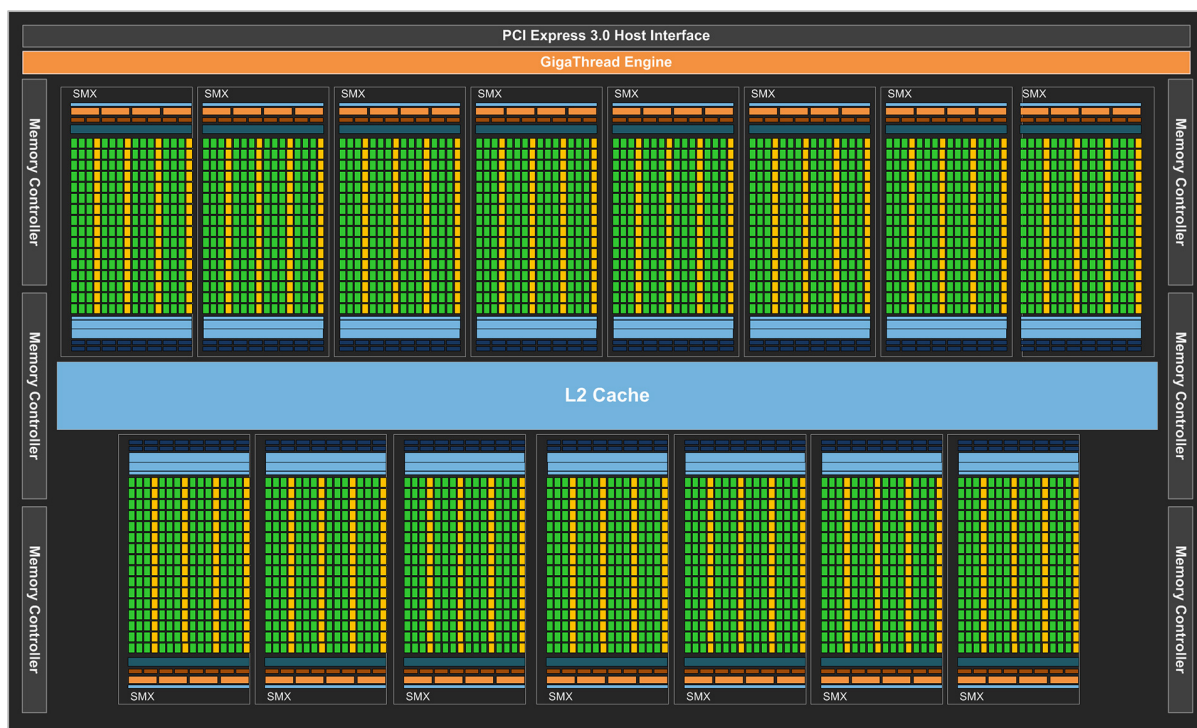 PCI Express 3.0 Host Interface
GigaThread Engine
SMX
SMX
SMX
SMX
SMX
SMX
SMX
SMX
Memory Controller
Memory Controller
Memory Controller
L2 Cache
Memory Controller
Memory Controller
Memory Controller
SMX
SMX
SMX
SMX
SMX
SMX
SMX